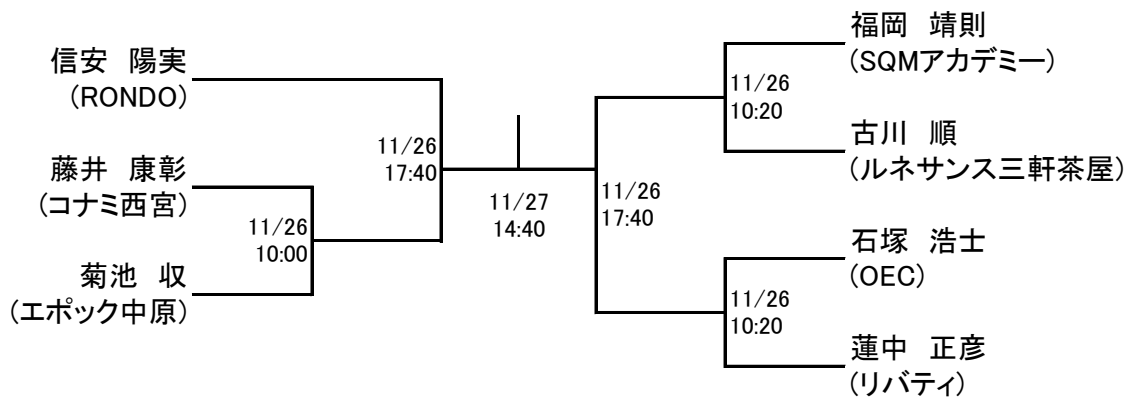 信安　陽実
(RONDO)
藤井　康彰
(コナミ西宮)
菊池　収
(エポック中原)
11/26
10:00
11/26
17:40
11/27
14:40
11/26
17:40
福岡　靖則
(SQMアカデミー)
11/26
10:20
古川　順
(ルネサンス三軒茶屋)
石塚　浩士
(OEC)
11/26
10:20
蓮中　正彦
(リバティ)